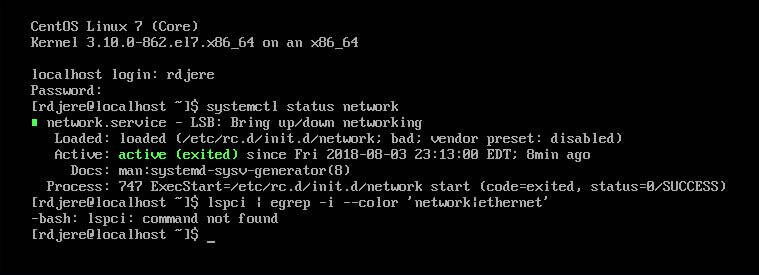 CentOS Linux 7 (Core)
Kernel 3.10.0-862.el7.x86_64 on an x86_64
localhost login: rdjere
Password:
[rdjere@localhost ~]$ systemctl status network
■ network.service - LSB: Bring up/down networking
Loaded: loaded (/etc/rc.d/init.d/network; bad; vendor preset: disabled)
Active: active (exited) since Fri 2018-08-03 23:13:00 EDT; 8min ago
Docs: man:systemd-sysv-generator(8)
Process: 747 ExecStart=/etc/rc.d/init.d/network start (code=exited, status=0/SUCCESS)
[rdjere@localhost ~]$ lspci | egrep -i --color 'network|ethernet'
-bash: lspci: command not found
[rdjere@localhost ~]$ _